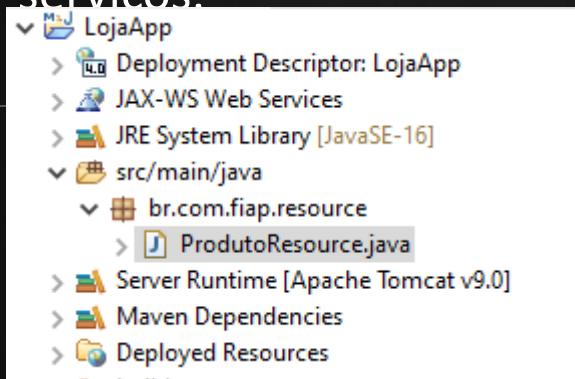 serviços.
LojaApp
Deployment Descriptor: LojaApp
JAX-WS Web Services
JRE System Library [JavaSE-16]
src/main/java
br.com.fiap.resource
ProdutoResource.java
Server Runtime [Apache Tomcat v9.0]
Maven Dependencies
Deployed Resources